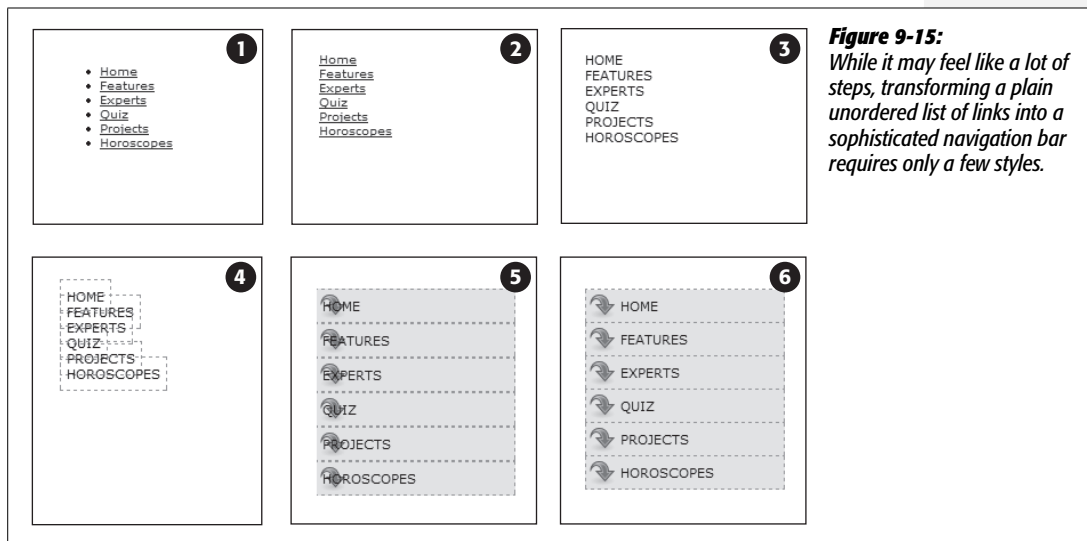 1
• Home
• Features
• Experts
• Quiz
• Projects
• Horoscopes
2
Home
Features
Experts
Quiz
Projects
Horoscopes
3
HOME
FEATURES
EXPERTS
QUIZ
PROJECTS
HOROSCOPES
Figure 9-15:
While it may feel like a lot of
steps, transforming a plain
unordered list of links into a
sophisticated navigation bar
requires only a few styles.
4
HOME
FEATURES
EXPERTS
QUIZ
PROJECTS
HOROSCOPES
5
HOME
FEATURES
EXPERTS
QUIZ
PROJECTS
HOROSCOPES
6
HOME
FEATURES
EXPERTS
QUIZ
PROJECTS
HOROSCOPES